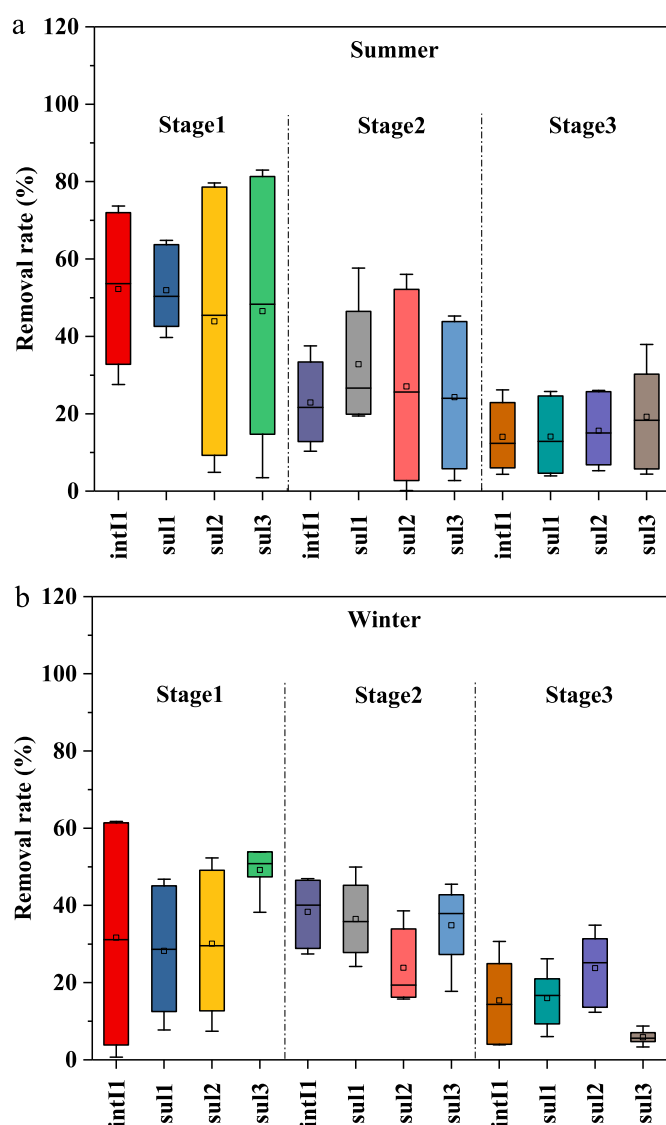 a
120
100
80
60
40
20
0
Removal rate (%)
Summer
Stage1 Stage2 Stage3
intI1 sul1 sul2 sul3 intI1 sul1 sul2 sul3 intI1 sul1 sul2 sul3
b
120
100
80
60
40
20
0
Removal rate (%)
Winter
Stage1 Stage2 Stage3
intI1 sul1 sul2 sul3 intI1 sul1 sul2 sul3 intI1 sul1 sul2 sul3